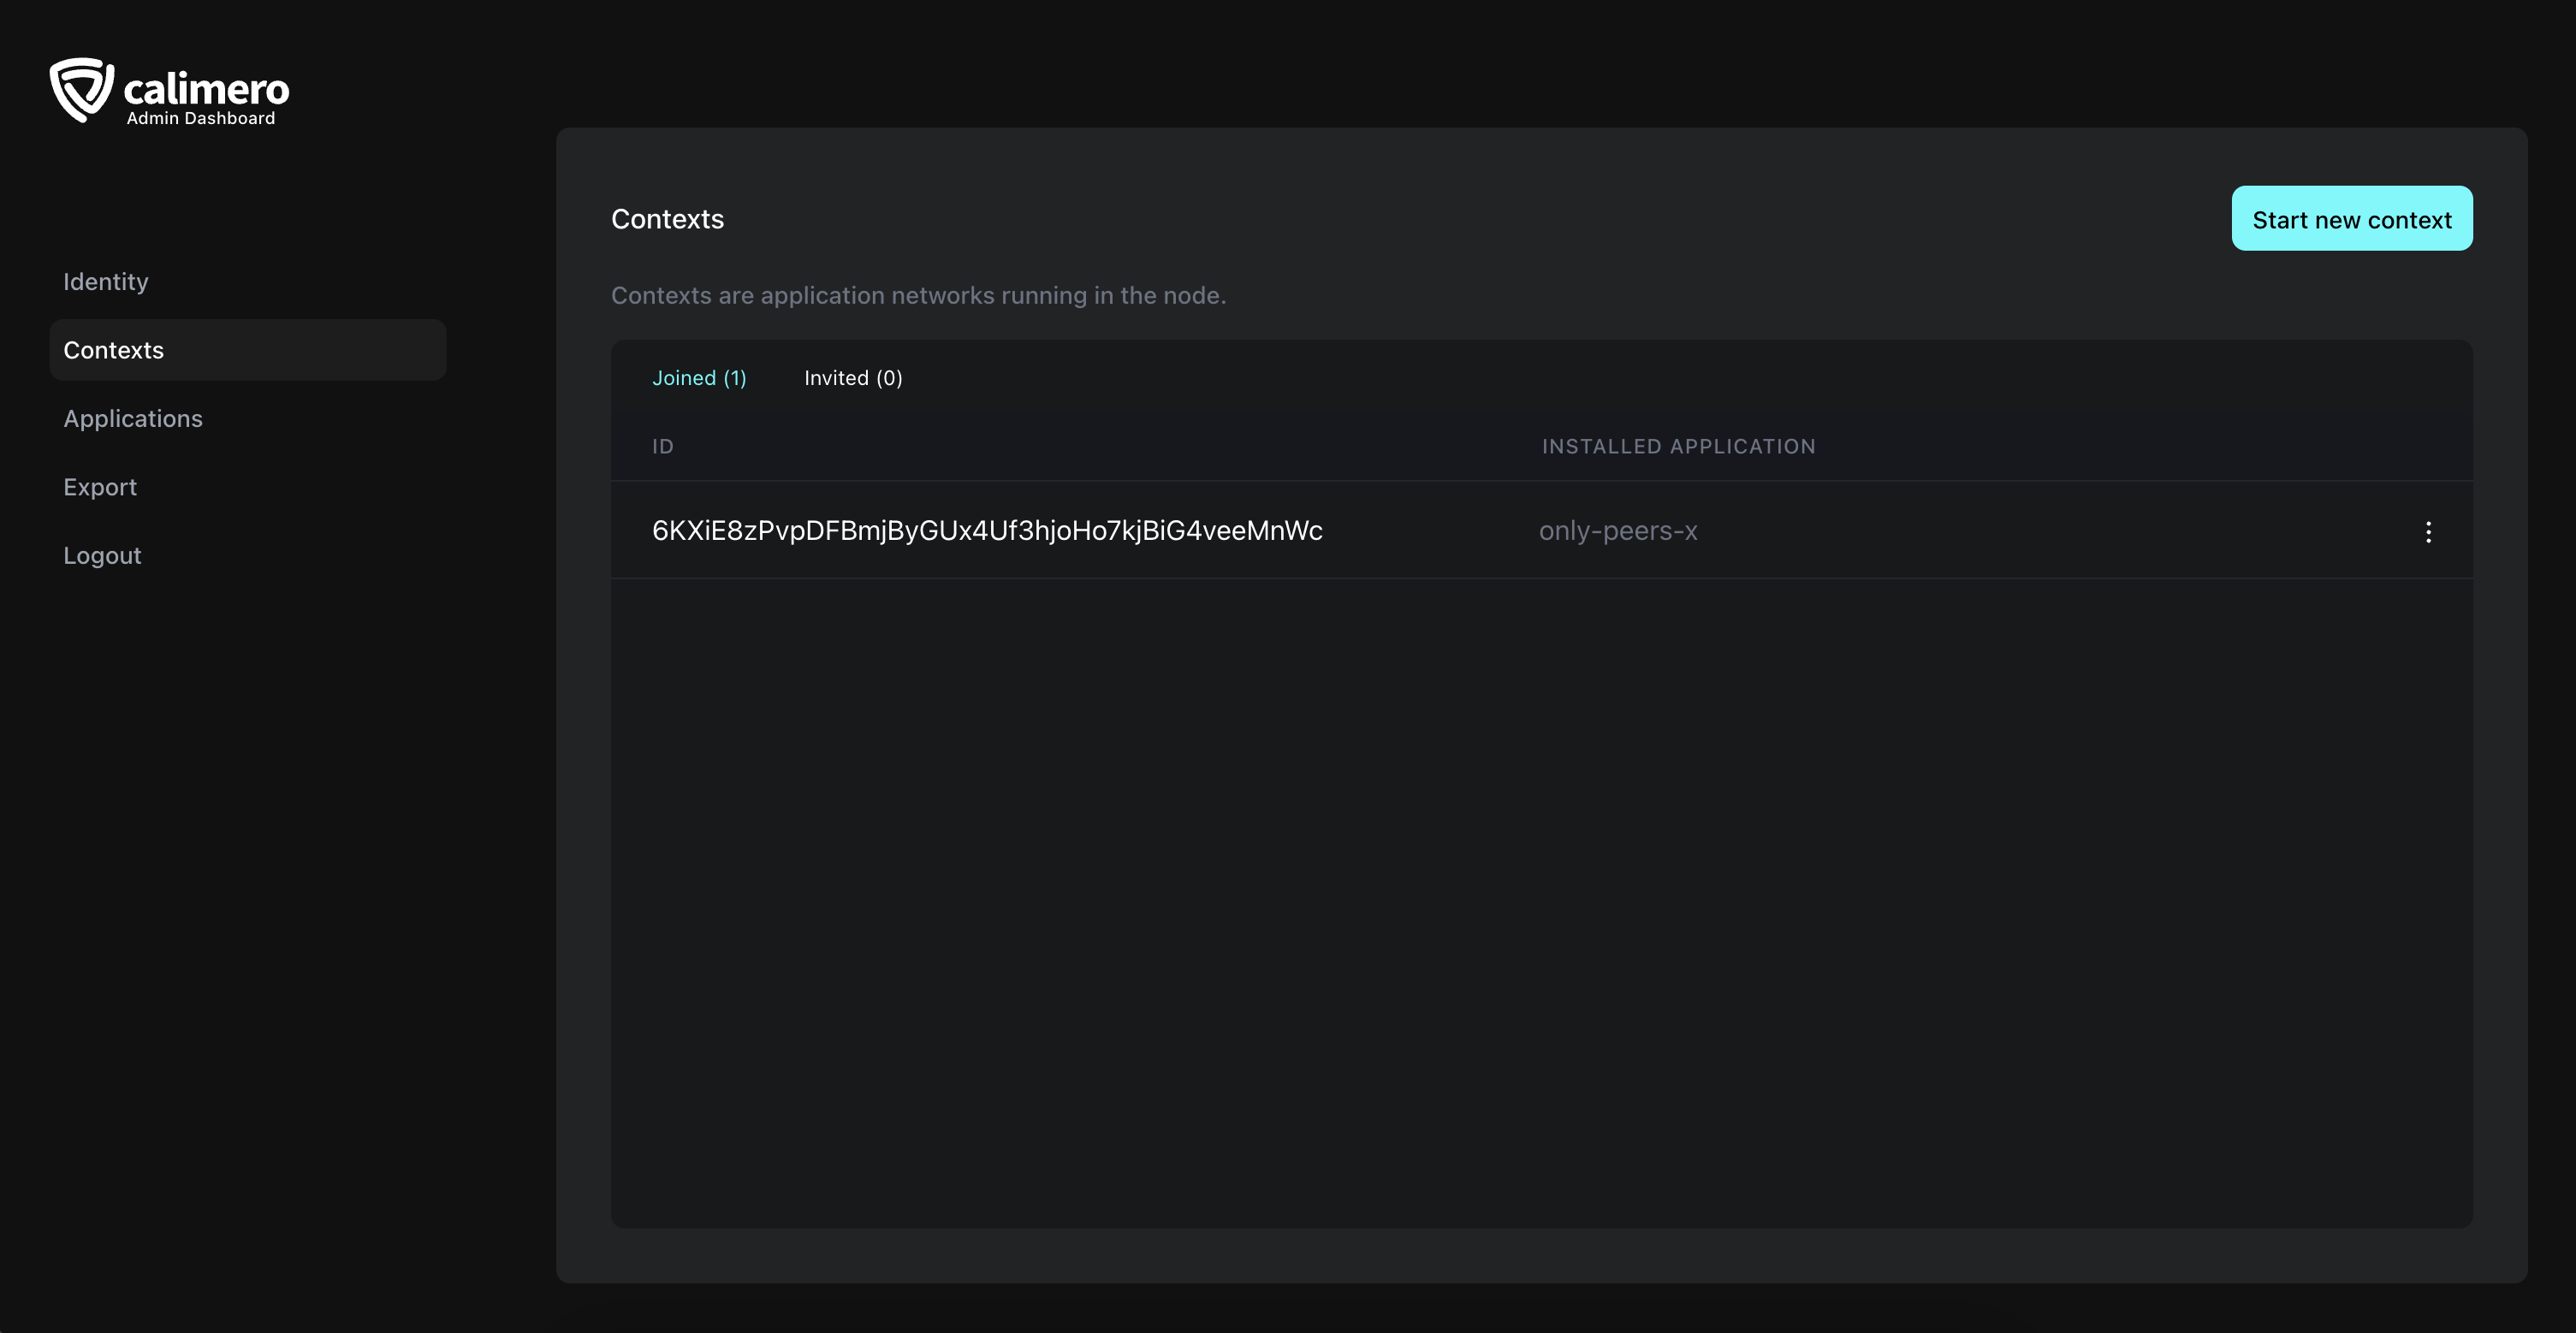 calimero
Admin Dashboard
Identity
Contexts
Applications
Export
Logout
Contexts
Start new context
Contexts are application networks running in the node.
Joined (1) Invited (0)
ID INSTALLED APPLICATION
6KXiE8zPvpDFBmjByGUx4Uf3hjoHo7kjBiG4veeMnWc only-peers-x